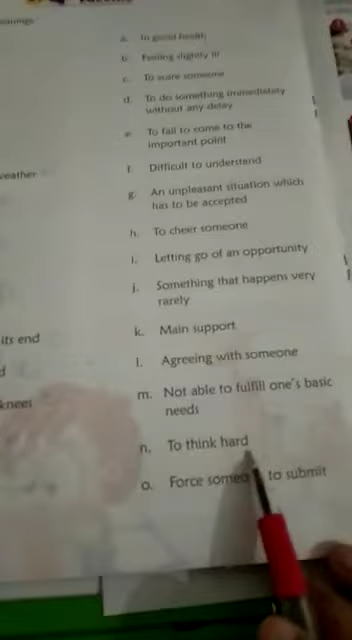 a. In good health
b. Feeling slightly ill
c. To scare someone
d. To do something immediately
without any delay
e. To fail to come to the
important point
f. Difficult to understand
weather
g. An unpleasant situation which
has to be accepted
h. To cheer someone
i. Letting go of an opportunity
j. Something that happens very
rarely
its end
k. Main support
l. Agreeing with someone
knees
m. Not able to fulfill one's basic
needs
n. To think hard
o. Force someo to submit